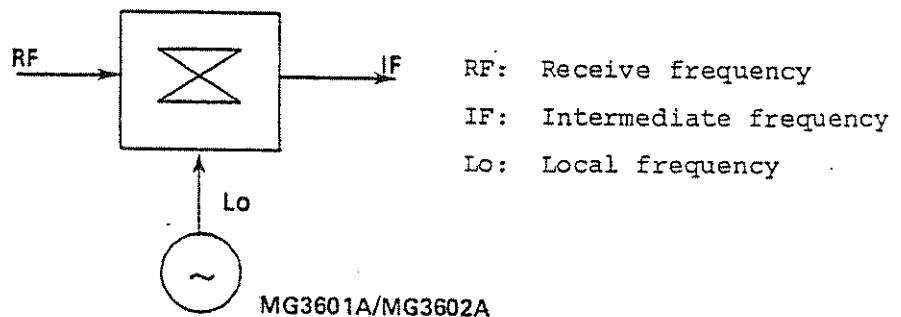 RF
IF
RF: Receive frequency
IF: Intermediate frequency
Lo: Local frequency
Lo
~
MG3601A/MG3602A